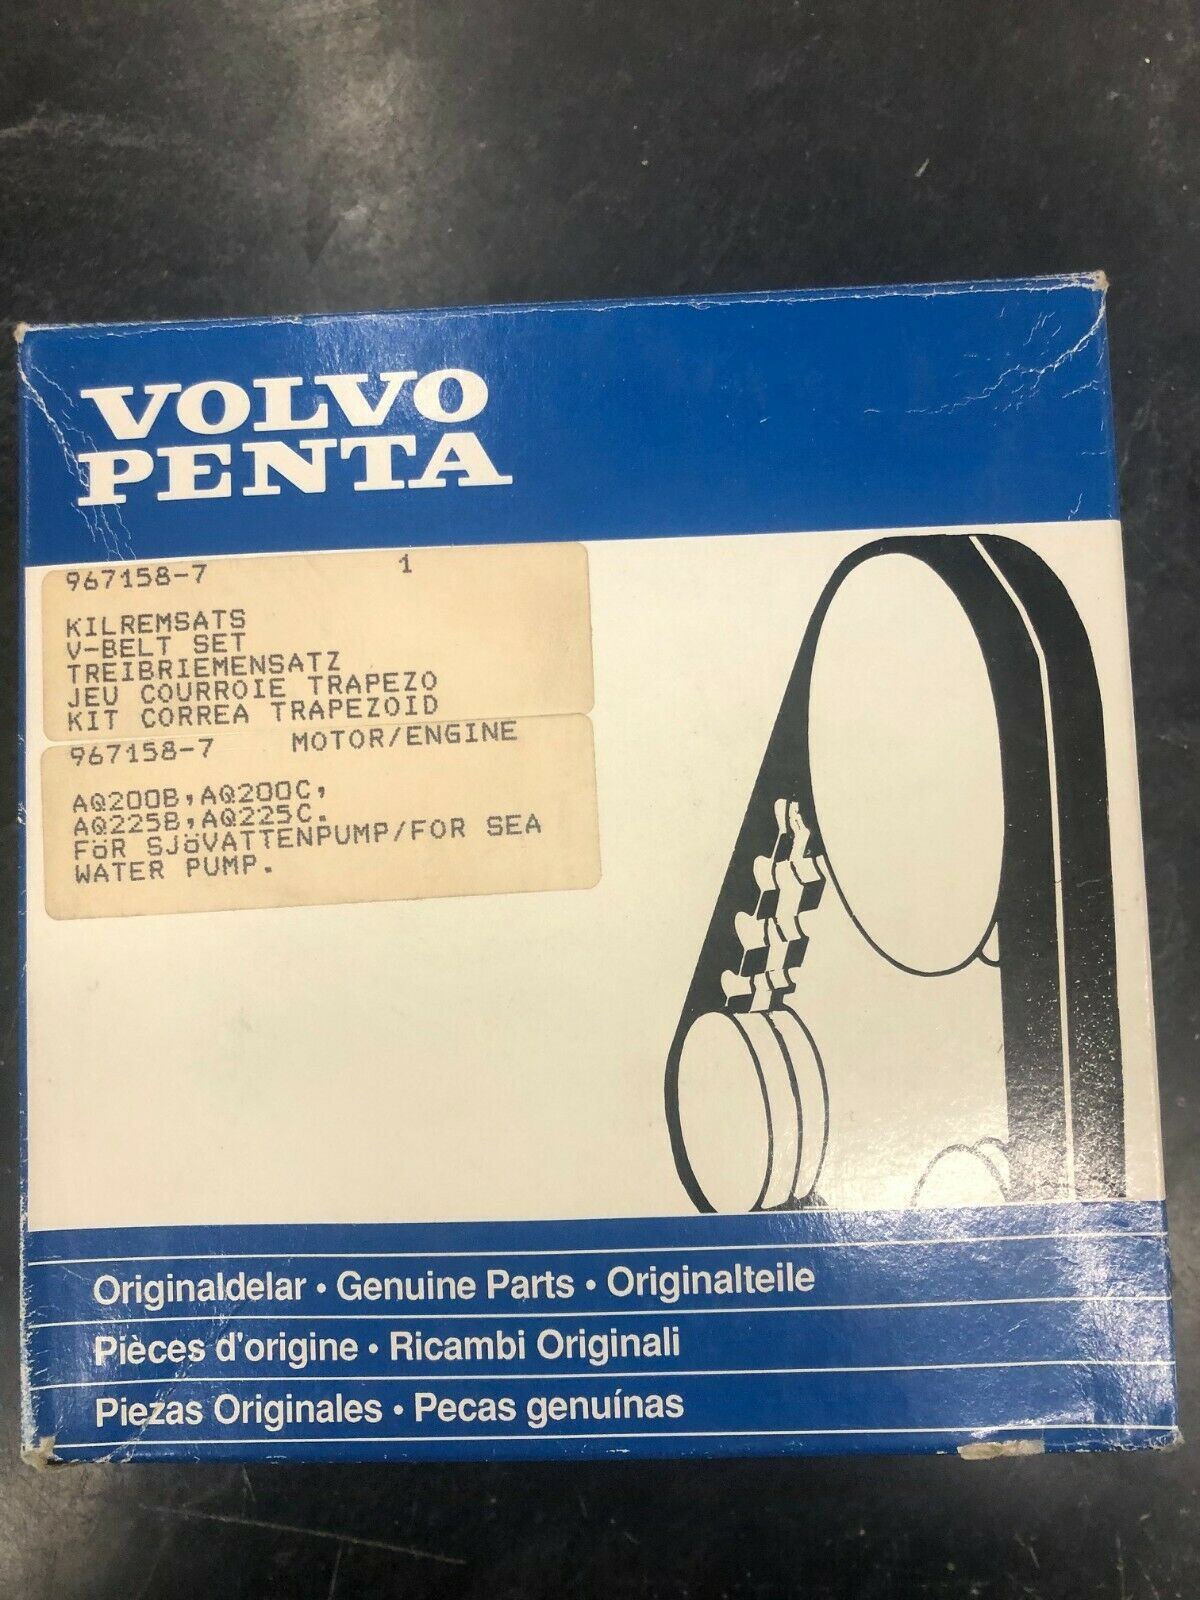 VOLVO
PENTA
967158-7 1
KILREMSATS
V-BELT SET
TREIBRIEMENSATZ
JEU COURROIE TRAPEZO
KIT CORREA TRAPEZOID
967158-7 MOTOR/ENGINE
AQ200B,AQ200C,
AQ225B,AQ225C.
FöR SJöVATTENPUMP/FOR SEA
WATER PUMP.
Originaldelar • Genuine Parts • Originalteile
Pièces d'origine • Ricambi Originali
Piezas Originales • Pecas genuínas